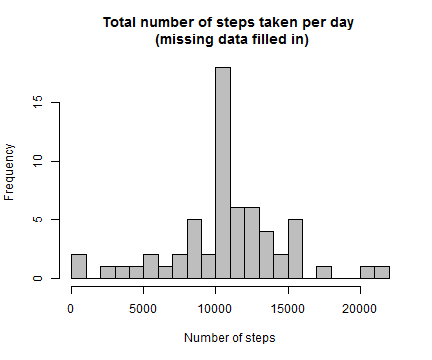 Total number of steps taken per day
(missing data filled in)
Frequency
15
10
5
0
0 5000 10000 15000 20000
Number of steps